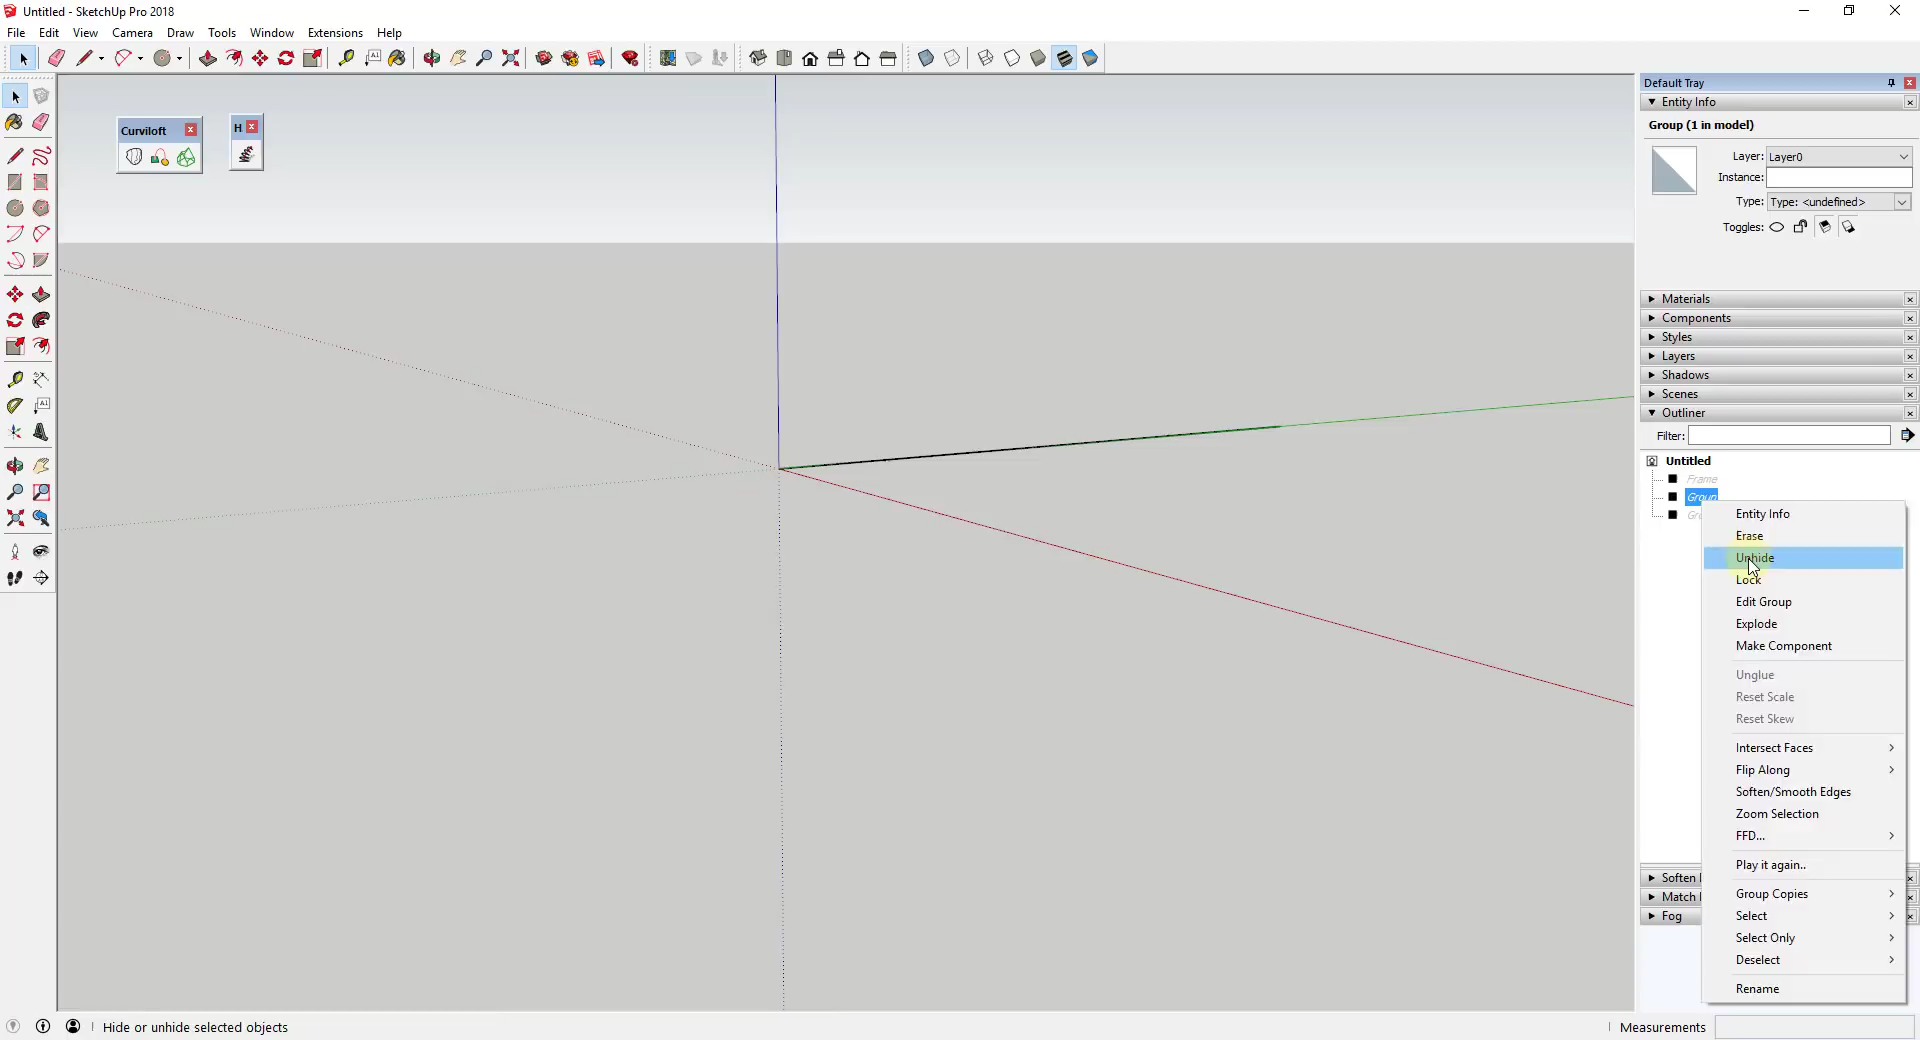 Untitled - SketchUp Pro 2018
File Edit View Camera Draw Tools Window Extensions Help
Curviloft
H
Default Tray
Entity Info
Group (1 in model)
Layer: Layer0
Instance:
Type: Type: <undefined>
Toggles:
Materials
Components
Styles
Layers
Shadows
Scenes
Outliner
Filter:
Untitled
Frame
Group
Entity Info
Erase
Unhide
Lock
Edit Group
Explode
Make Component
Unglue
Reset Scale
Reset Skew
Intersect Faces
Flip Along
Soften/Smooth Edges
Zoom Selection
FFD...
Play it again..
Group Copies
Select
Select Only
Deselect
Rename
Soften
Match
Fog
Hide or unhide selected objects
Measurements